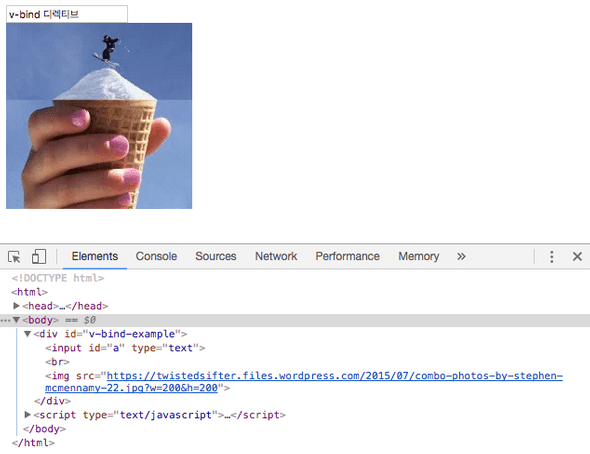 v-bind 디렉티브
Elements Console Sources Network Performance Memory »
<!DOCTYPE html>
<html>
<head>…</head>
<body> == $0
<div id="v-bind-example">
<input id="a" type="text">
<br>
<img src="https://twistedsifter.files.wordpress.com/2015/07/combo-photos-by-stephen-
mcmennamy-22.jpg?w=200&h=200">
</div>
<script type="text/javascript">…</script>
</body>
</html>